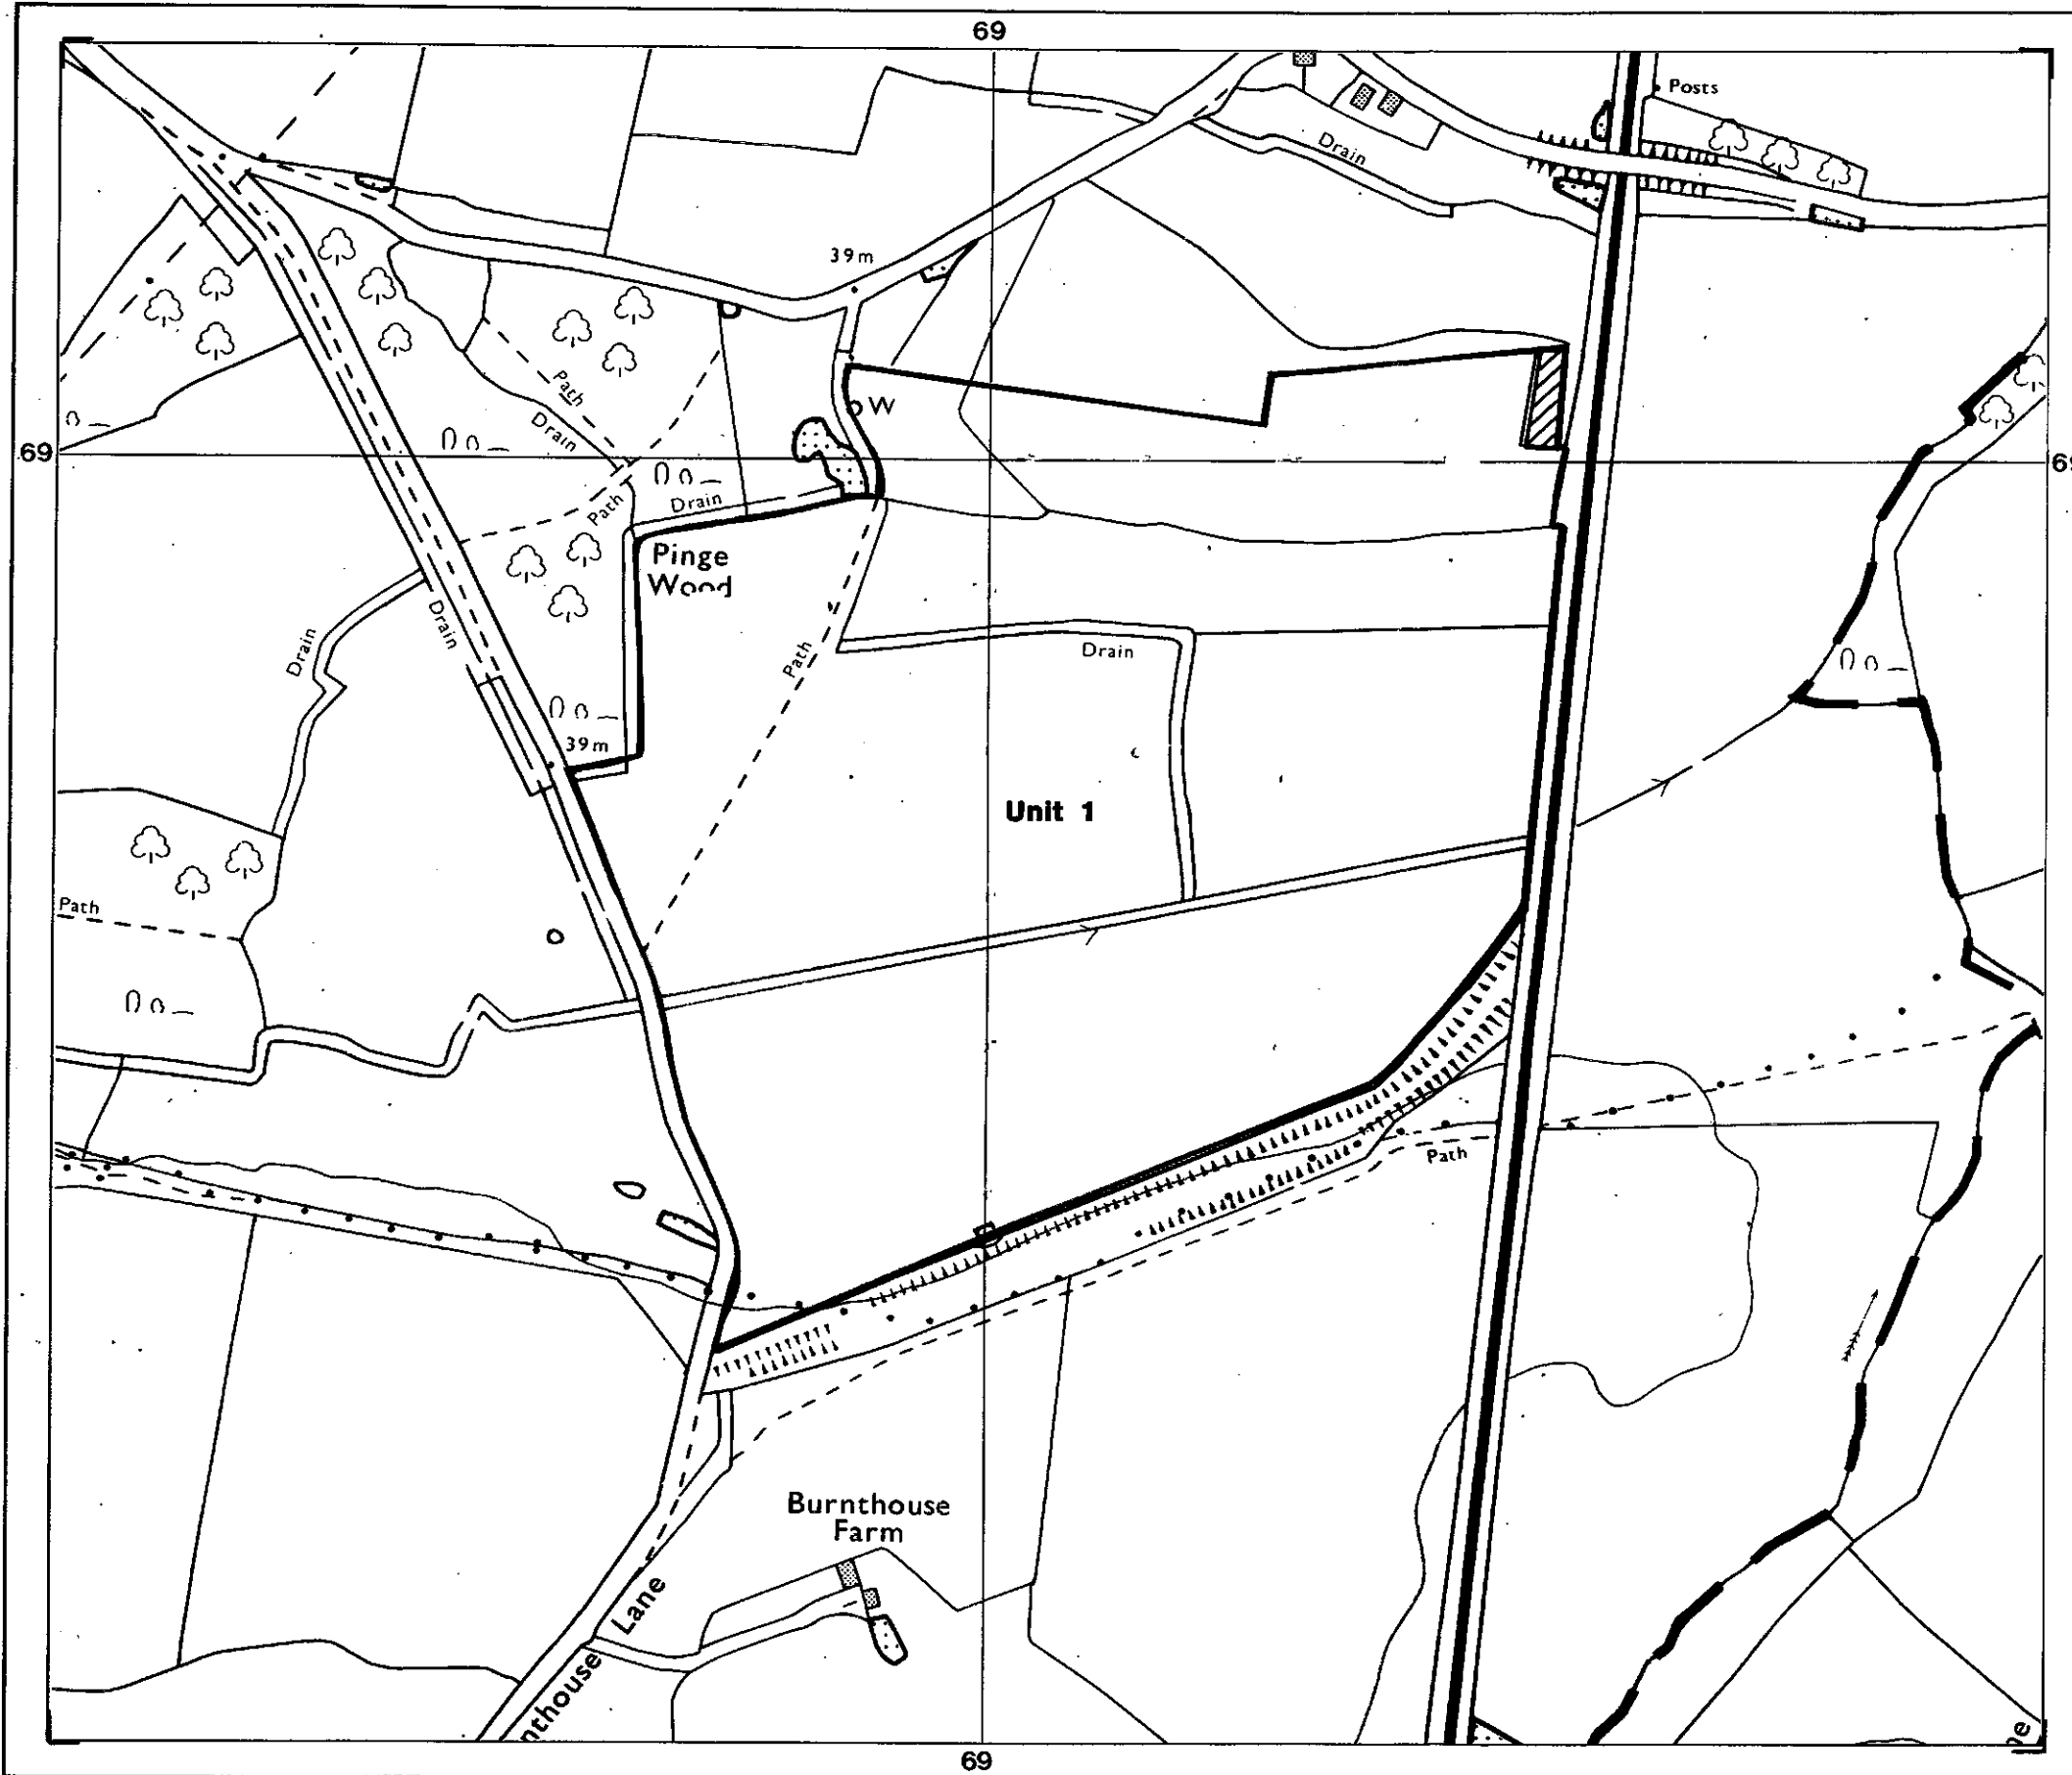 69
Posts
Drain
39m
W
Path
Drain
69
69
Drain
Path
Pinge
Wood
Drain
Drain
Path
Drain
39m
Unit 1
Path
Path
Burnthouse
Farm
nthouse Lane
69